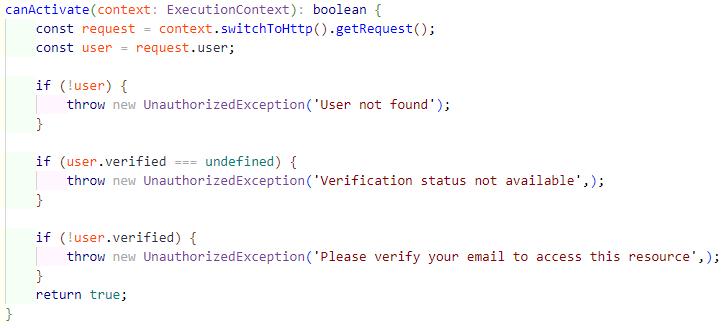 canActivate(context: ExecutionContext): boolean {
    const request = context.switchToHttp().getRequest();
    const user = request.user;

    if (!user) {
        throw new UnauthorizedException('User not found');
    }

    if (user.verified === undefined) {
        throw new UnauthorizedException('Verification status not available',);
    }

    if (!user.verified) {
        throw new UnauthorizedException('Please verify your email to access this resource',);
    }
    return true;
}